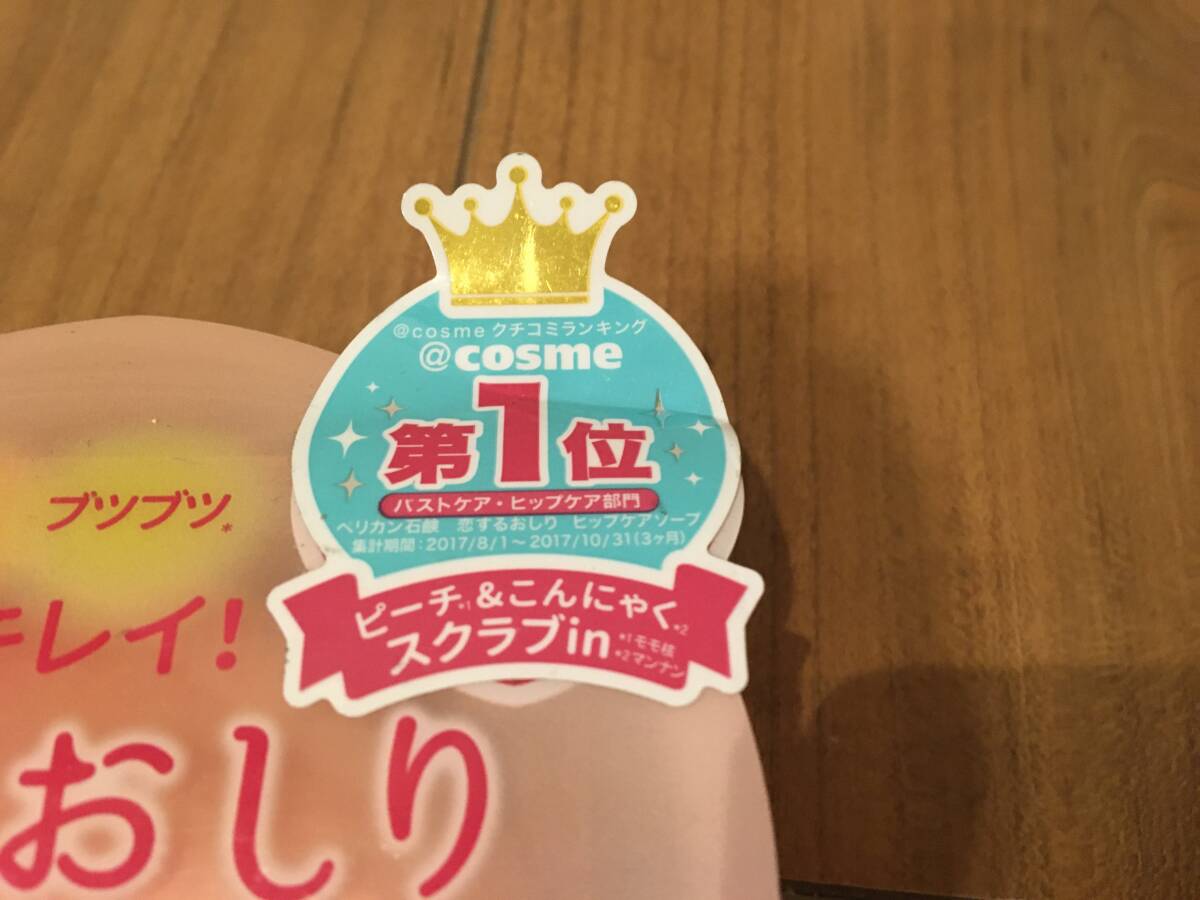 @cosme クチコミランキング
@cosme
第1位
バストケア・ヒップケア部門
ペリカン石鹸 恋するおしり ヒップケアソープ
集計期間:2017/8/1~2017/10/31(3ヶ月)
ピーチ*1&こんにゃく*2
スクラブin
*1モモ核
*2マンナン
ブツブツ*
キレイ!
おしり